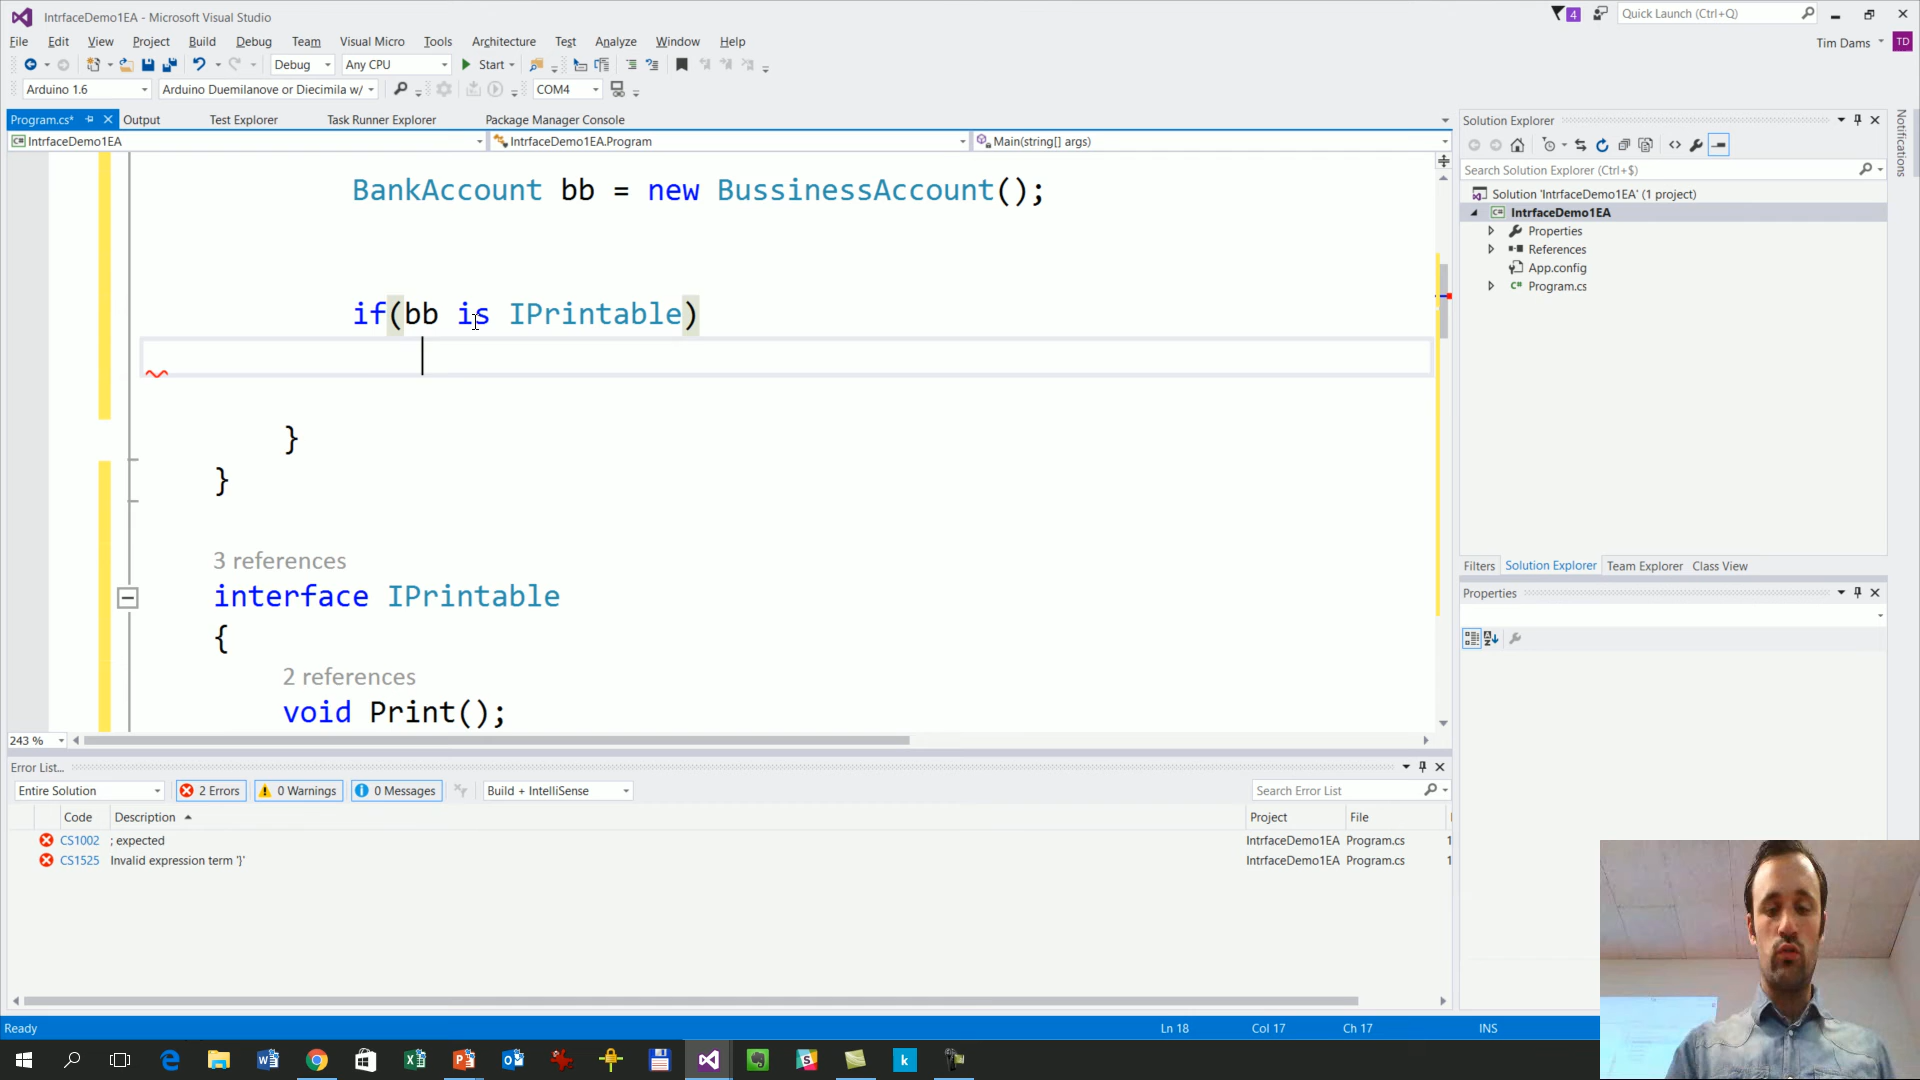 IntrfaceDemo1EA - Microsoft Visual Studio
4
Quick Launch (Ctrl+Q)
File Edit View Project Build Debug Team Visual Micro Tools Architecture Test Analyze Window Help
Tim Dams
TD
Debug Any CPU Start
Arduino 1.6 Arduino Duemilanove or Diecimila w/ COM4
Program.cs* Output Test Explorer Task Runner Explorer Package Manager Console
IntrfaceDemo1EA IntrfaceDemo1EA.Program Main(string[] args)
BankAccount bb = new BussinessAccount();
if(bb is IPrintable)
}
}
3 references
interface IPrintable
{
2 references
void Print();
243 %
Solution Explorer
Search Solution Explorer (Ctrl+$)
Solution 'IntrfaceDemo1EA' (1 project)
IntrfaceDemo1EA
Properties
References
App.config
Program.cs
Filters Solution Explorer Team Explorer Class View
Properties
Notifications
Error List...
Entire Solution 2 Errors 0 Warnings 0 Messages Build + IntelliSense Search Error List
Code Description Project File
CS1002 ; expected IntrfaceDemo1EA Program.cs 1
CS1525 Invalid expression term '}' IntrfaceDemo1EA Program.cs 1
Ready Ln 18 Col 17 Ch 17 INS